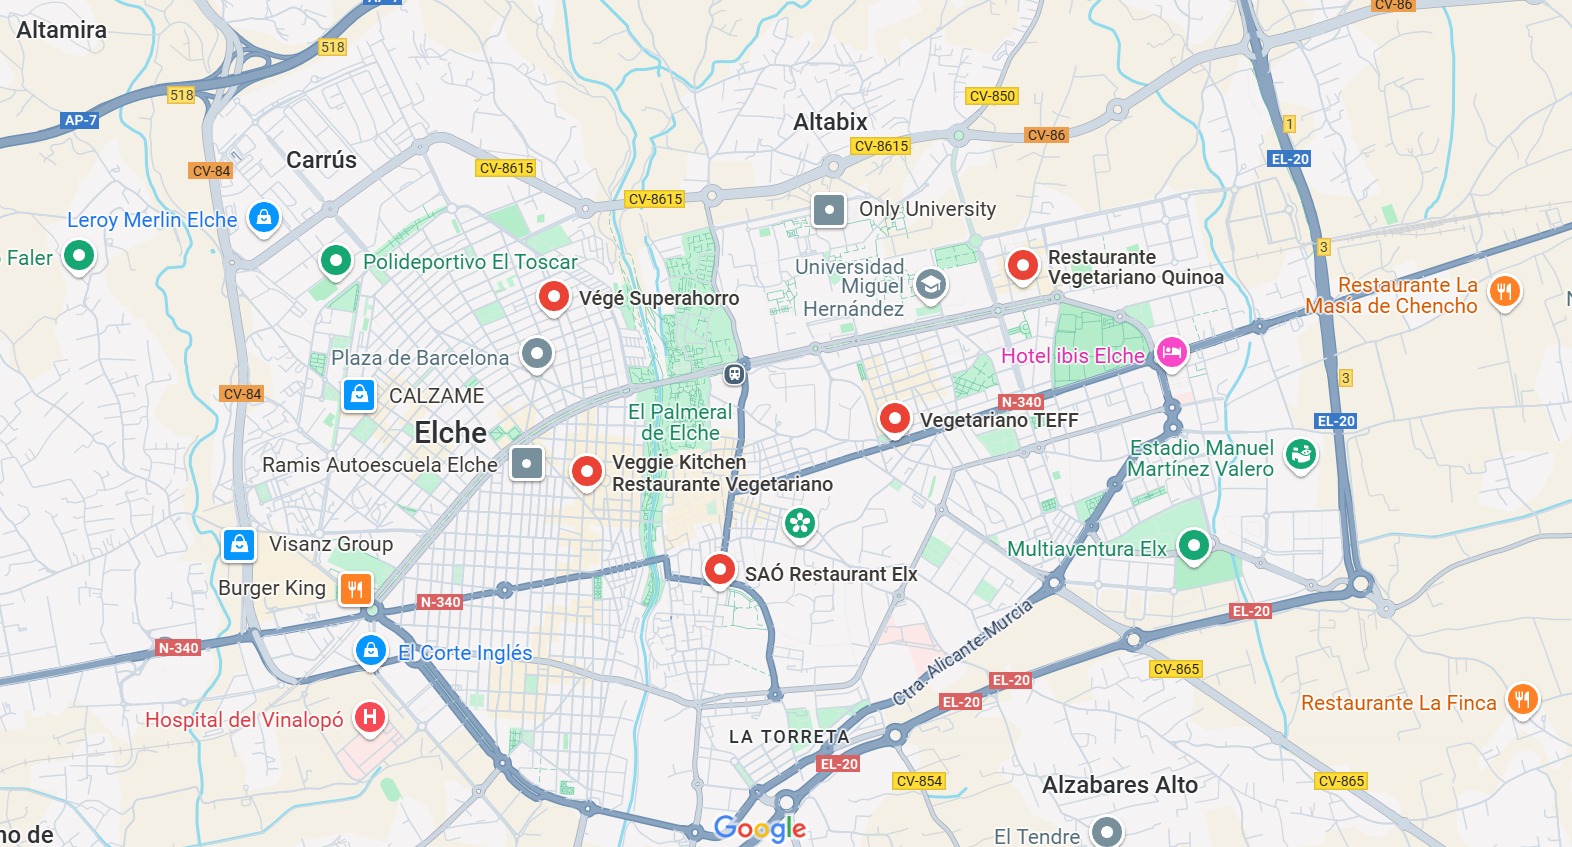 AP-7
CV-86
Altamira
518
518
CV-850
AP-7
Altabix
1
CV-86
CV-8615
Carrús
EL-20
CV-8615
CV-84
CV-8615
Only University
Leroy Merlin Elche
Faler
Polideportivo El Toscar
Universidad
Miguel
Hernández
Restaurante
Vegetariano Quinoa
3
Restaurante La
Masía de Chencho
Végé Superahorro
Plaza de Barcelona
Hotel ibis Elche
3
CV-84
CALZAME
N-340
El Palmeral
de Elche
Vegetariano TEFF
EL-20
Elche
Estadio Manuel
Martínez Valero
Ramis Autoescuela Elche
Veggie Kitchen
Restaurante Vegetariano
Visanz Group
Multiaventura Elx
SAÓ Restaurant Elx
Burger King
N-340
EL-20
N-340
El Corte Inglés
Ctra. Alicante-Murcia
CV-865
EL-20
EL-20
Restaurante La Finca
Hospital del Vinalopó
H
LA TORRETA
EL-20
CV-854
Alzabares Alto
CV-865
Google
El Tendre
no de